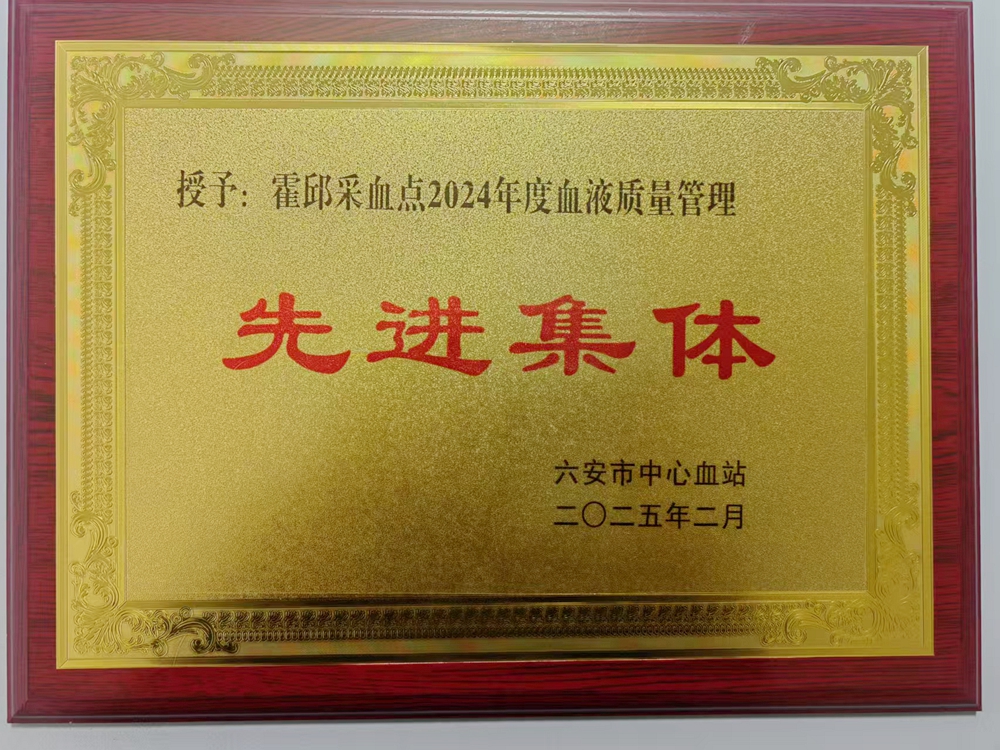 授予：霍邱采血点2024年度血液质量管理
先进集体
六安市中心血站
二〇二五年二月